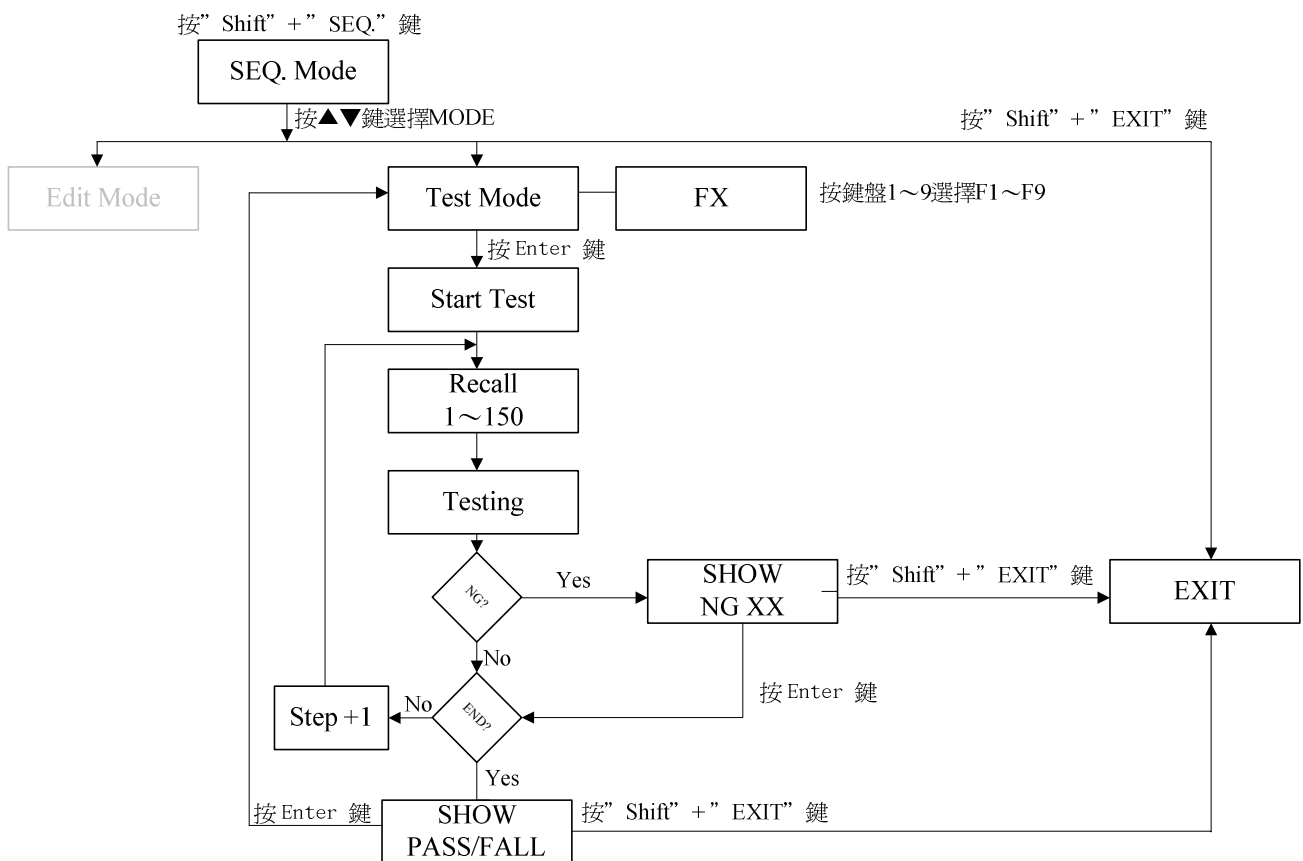 按”Shift”+”SEQ.”鍵
SEQ. Mode
按▲▼鍵選擇MODE
按”Shift”+”EXIT”鍵
Edit Mode
Test Mode
FX
按鍵盤1～9選擇F1～F9
按Enter 鍵
Start Test
Recall
1～150
Testing
NG?
Yes
SHOW
NG XX
按”Shift”+”EXIT”鍵
EXIT
No
按Enter 鍵
Step +1
No
END?
Yes
按Enter 鍵
SHOW
PASS/FALL
按”Shift”+”EXIT”鍵